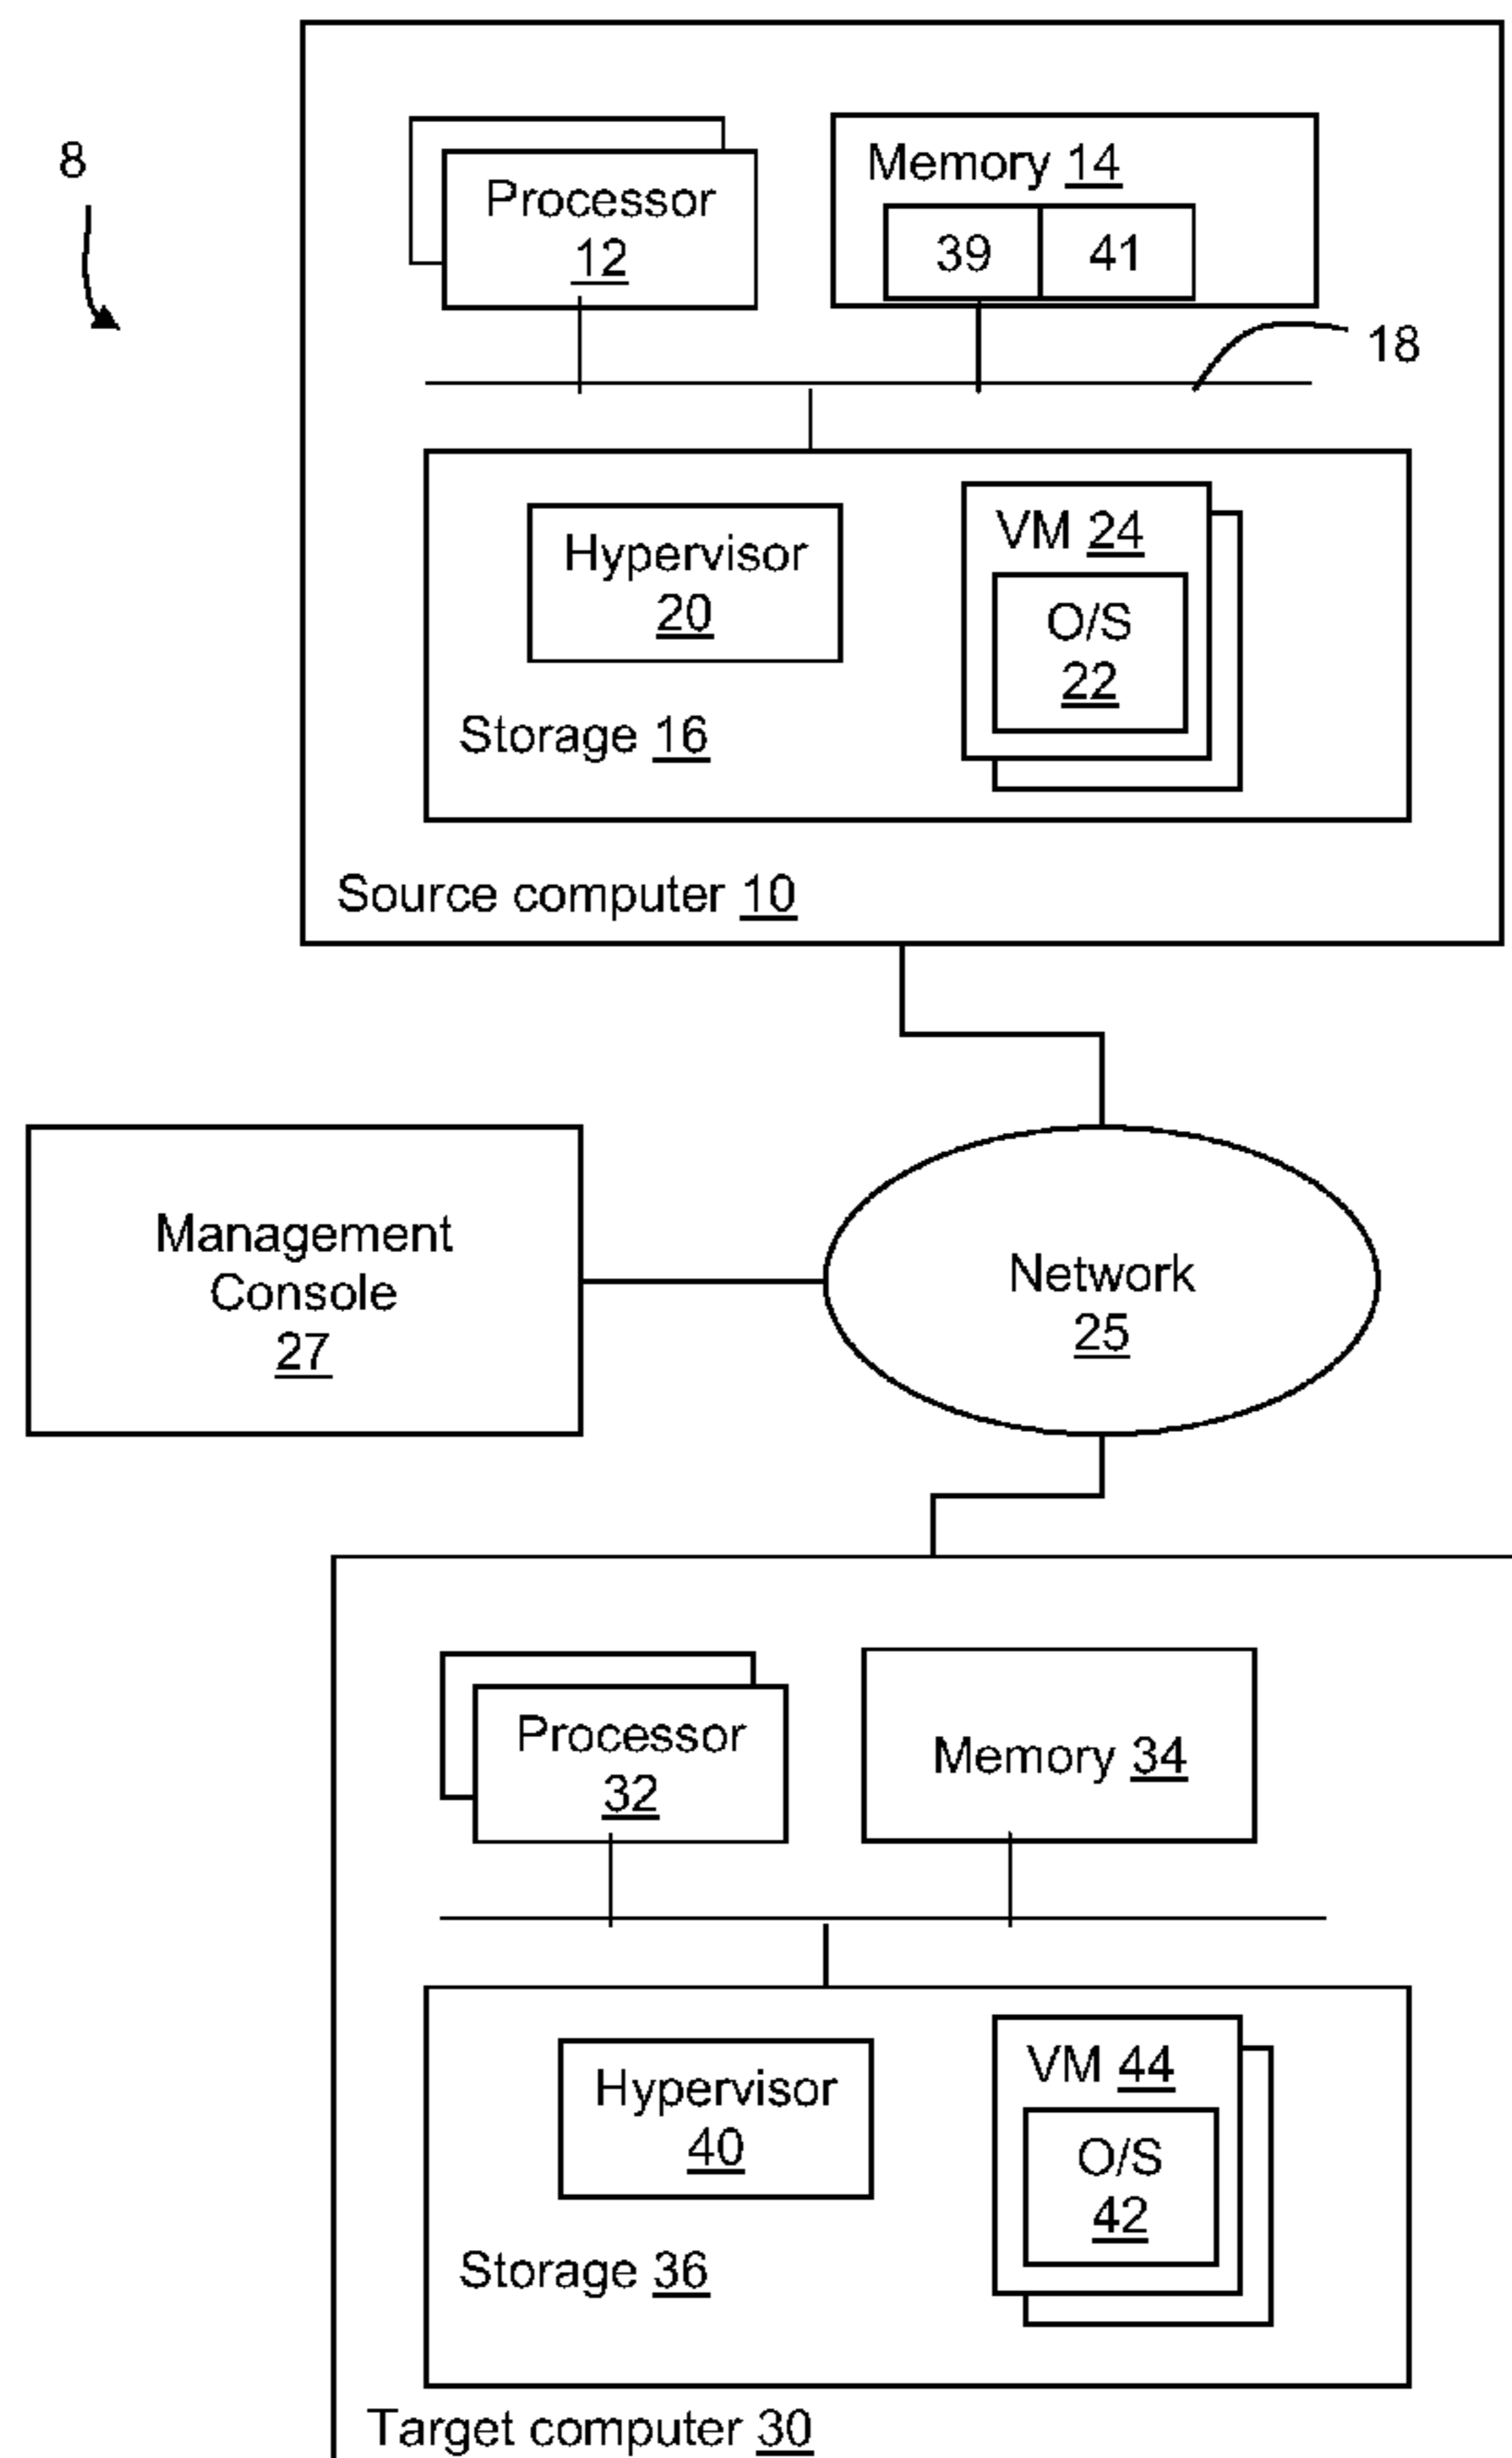 8
Processor
12
Memory 14
39
41
18
Hypervisor
20
VM 24
O/S
22
Storage 16
Source computer 10
Management
Console
27
Network
25
Processor
32
Memory 34
Hypervisor
40
VM 44
O/S
42
Storage 36
Target computer 30